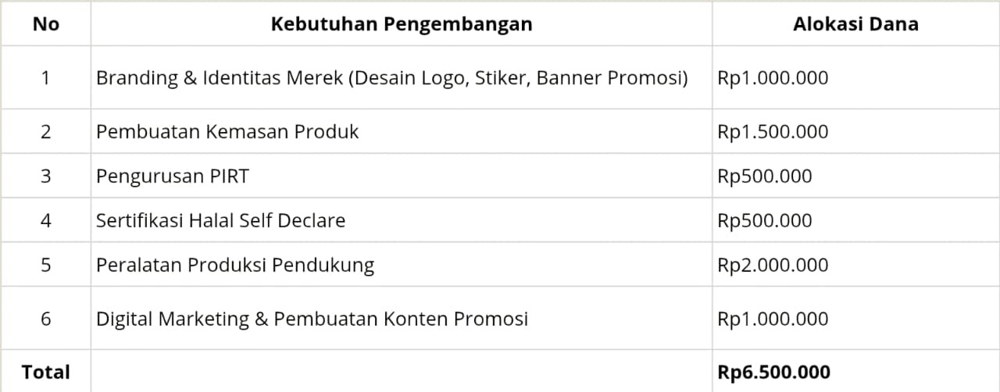 No Kebutuhan Pengembangan Alokasi Dana
1 Branding & Identitas Merek (Desain Logo, Stiker, Banner Promosi) Rp1.000.000
2 Pembuatan Kemasan Produk Rp1.500.000
3 Pengurusan PIRT Rp500.000
4 Sertifikasi Halal Self Declare Rp500.000
5 Peralatan Produksi Pendukung Rp2.000.000
6 Digital Marketing & Pembuatan Konten Promosi Rp1.000.000
Total Rp6.500.000